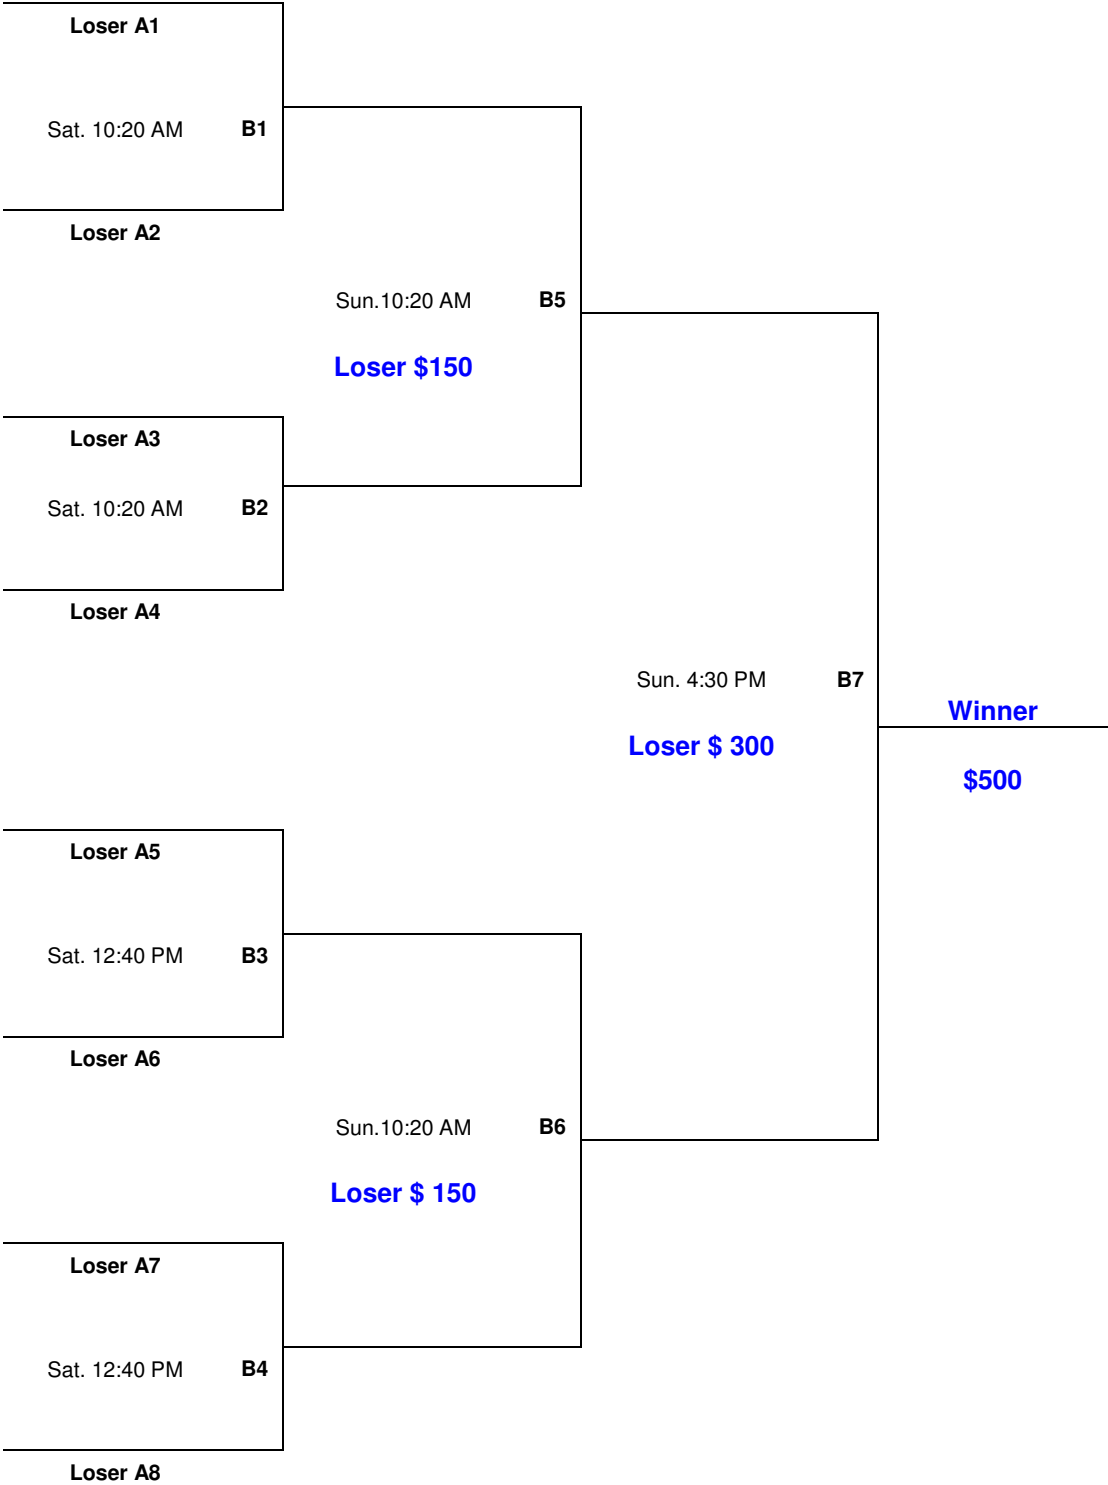 Loser A1
Sat. 10:20 AM B1
Loser A2
Sun.10:20 AM B5
Loser $150
Loser A3
Sat. 10:20 AM B2
Loser A4
Sun. 4:30 PM B7
Winner
Loser $ 300
$500
Loser A5
Sat. 12:40 PM B3
Loser A6
Sun.10:20 AM B6
Loser $ 150
Loser A7
Sat. 12:40 PM B4
Loser A8